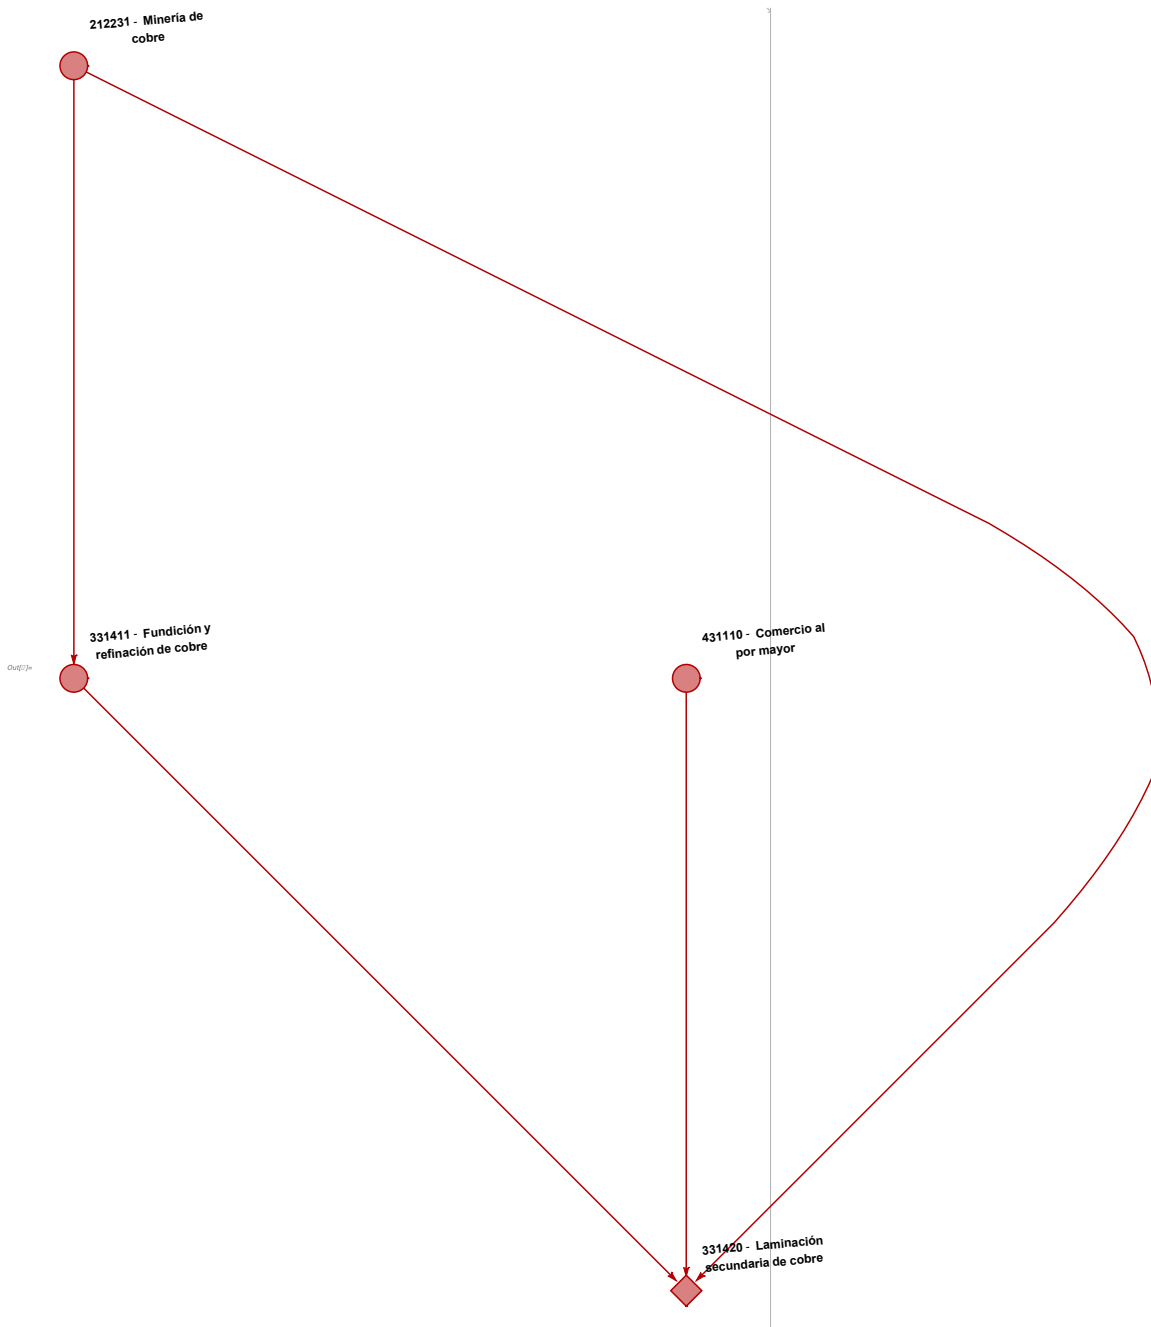 212231 - Minería de
cobre
331411 - Fundición y
refinación de cobre
431110 - Comercio al
por mayor
331420 - Laminación
secundaria de cobre